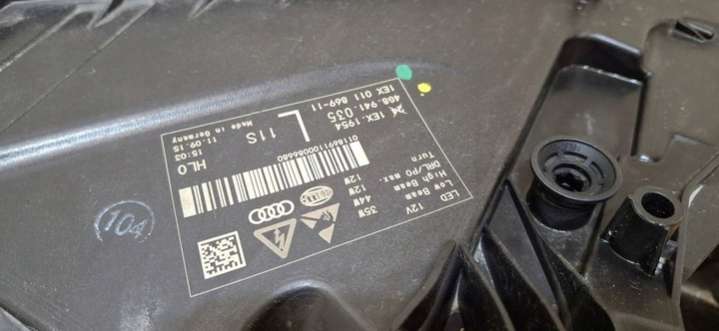 1EX 011 869-11
4G8.941.035
1EX 1954
L 11S
Made in Germany
11.09.15
15:03 HL0
LED 12V
Low Beam 35W
High Beam 44W
DRL/PO max. 12W
Turn 12W
HELLA
104